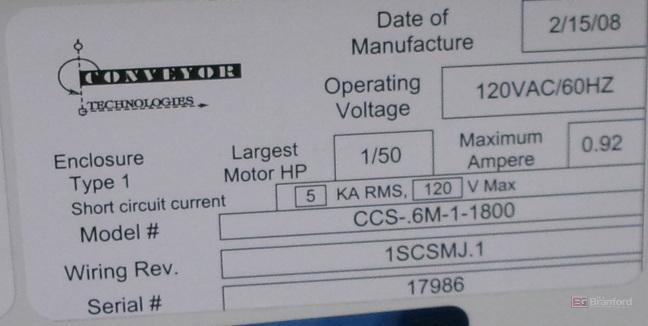 Date of Manufacture 2/15/08
CONVEYOR
TECHNOLOGIES
Operating Voltage 120VAC/60HZ
Enclosure Type 1
Largest Motor HP 1/50
Maximum Ampere 0.92
Short circuit current 5 KA RMS, 120 V Max
Model # CCS-.6M-1-1800
Wiring Rev. 1SCSMJ.1
Serial # 17986
EG Branford